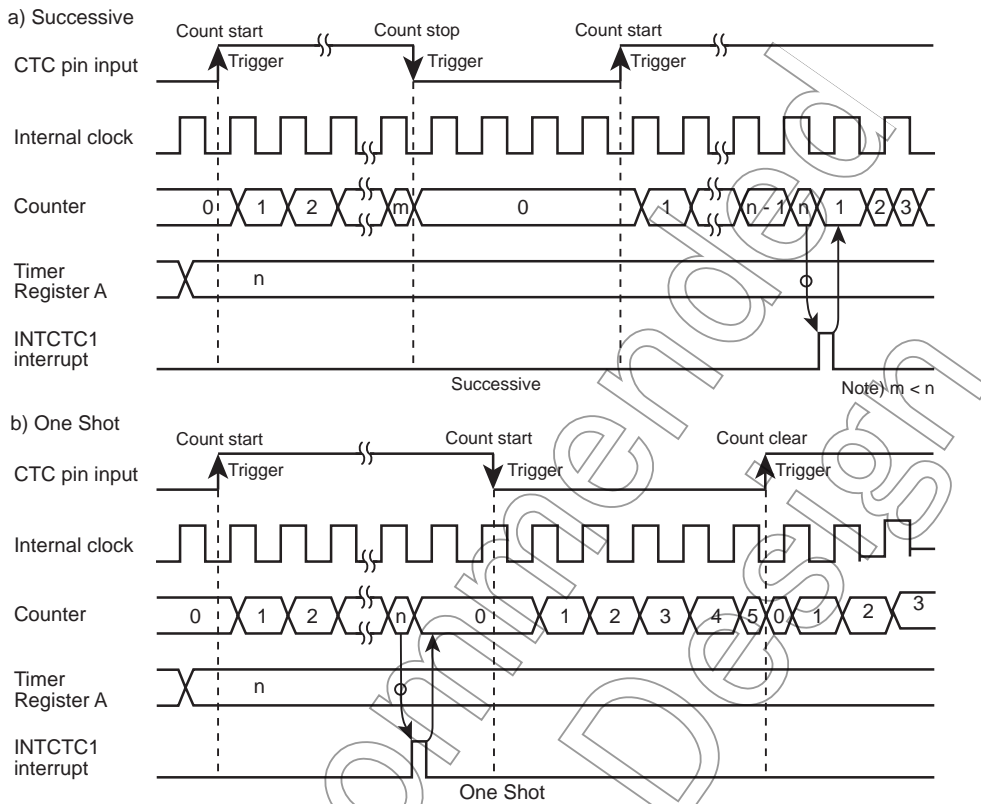 a) Successive
Count start
Count stop
Count start
CTC pin input
Trigger
Trigger
Trigger
Internal clock
Counter
0
1
2
m
0
1
n - 1
n
1
2
3
Timer
Register A
n
INTCTC1
interrupt
Successive
Note) m < n
b) One Shot
Count start
Count start
Count clear
CTC pin input
Trigger
Trigger
Trigger
Internal clock
Counter
0
1
2
n
0
1
2
3
4
5
0
1
2
3
Timer
Register A
n
INTCTC1
interrupt
One Shot
ommended
Design